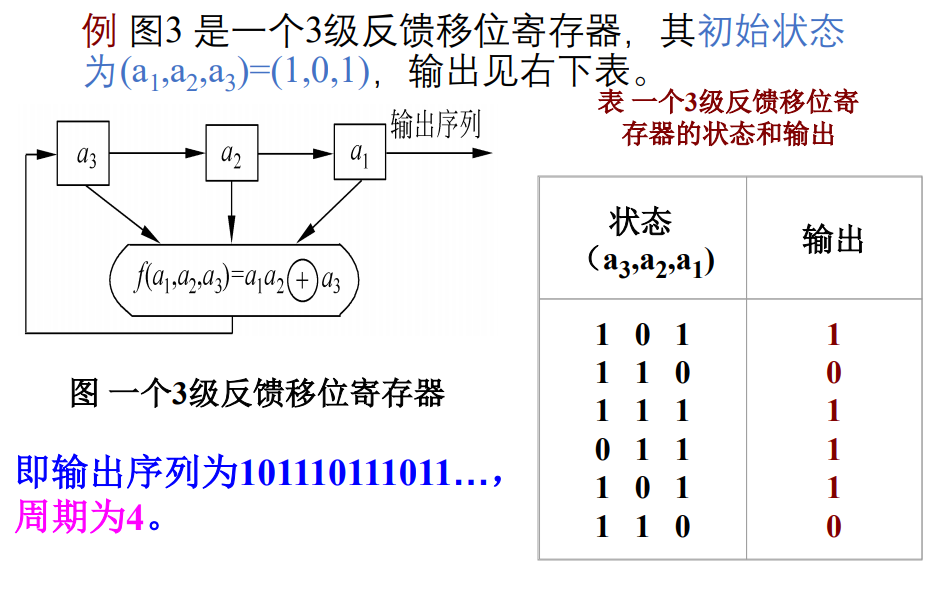 例 图3 是一个3级反馈移位寄存器，其初始状态
为(a₁,a₂,a₃)=(1,0,1)，输出见右下表。
表 一个3级反馈移位寄
存器的状态和输出
输出序列
a₃ a₂ a₁
f(a₁,a₂,a₃)=a₁a₂⊕a₃
图 一个3级反馈移位寄存器
即输出序列为101110111011…，
周期为4。
状态
（a₃,a₂,a₁)
输出
1 0 1 1
1 1 0 0
1 1 1 1
0 1 1 1
1 0 1 1
1 1 0 0